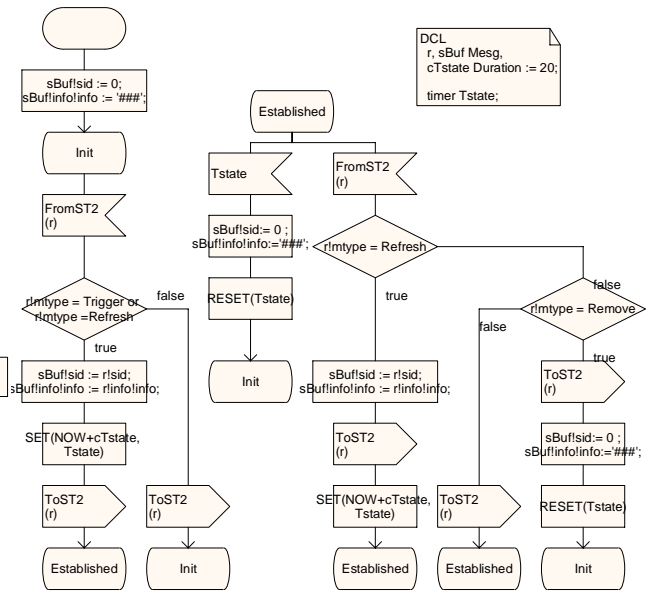 sBuf!sid := 0;
sBuf!info!info := '###';
Init
FromST2
(r)
r!mtype = Trigger or
r!mtype =Refresh
false
true
sBuf!sid := r!sid;
sBuf!info!info := r!info!info;
SET(NOW+cTstate,
Tstate)
ToST2
(r)
Established
ToST2
(r)
Init
Established
Tstate
sBuf!sid:= 0 ;
sBuf!info!info:='###';
RESET(Tstate)
Init
FromST2
(r)
r!mtype = Refresh
true
sBuf!sid := r!sid;
sBuf!info!info := r!info!info;
ToST2
(r)
SET(NOW+cTstate,
Tstate)
Established
false
r!mtype = Remove
false
ToST2
(r)
Established
true
ToST2
(r)
sBuf!sid:= 0 ;
sBuf!info!info:='###';
RESET(Tstate)
Init
DCL
r, sBuf Mesg,
cTstate Duration := 20;
timer Tstate;